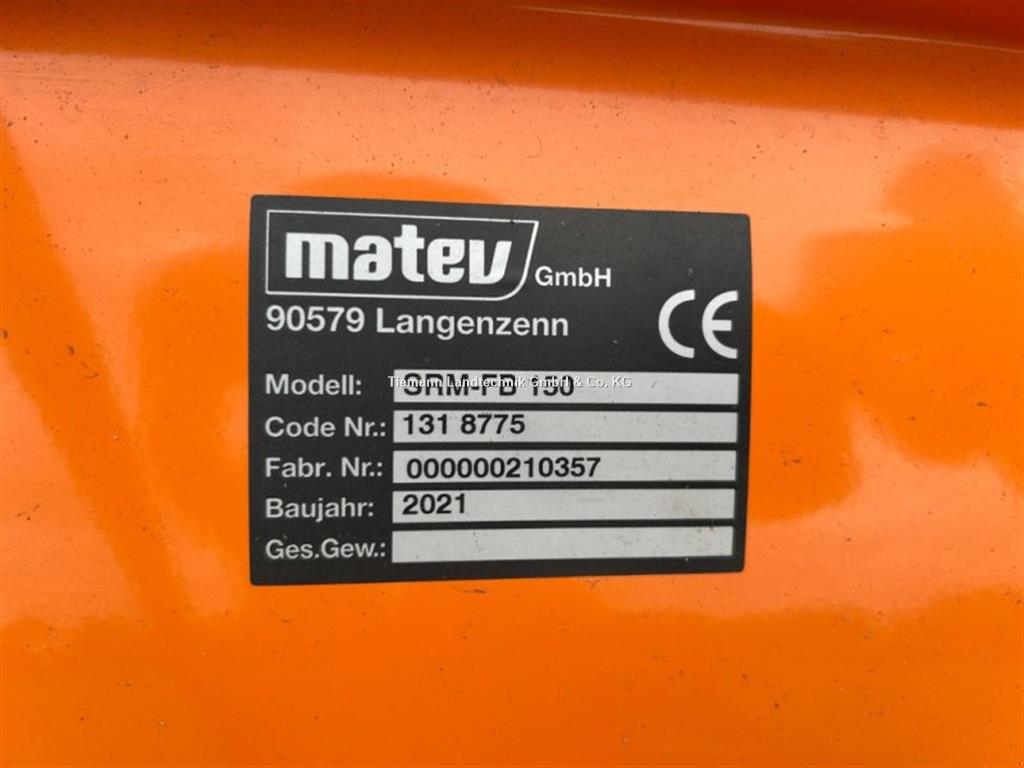 matev GmbH
90579 Langenzenn
CE
Modell: SRM-FB 150
Tiemann Landtechnik GmbH & Co. KG
Code Nr.: 131 8775
Fabr. Nr.: 000000210357
Baujahr: 2021
Ges.Gew.: